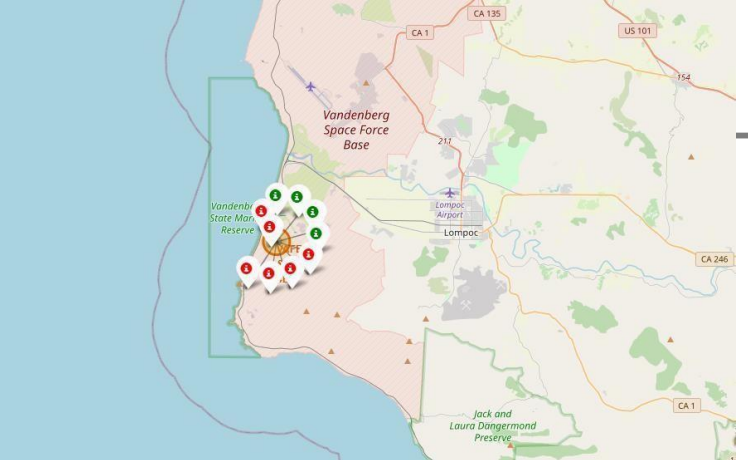 CA 135
CA 1
US 101
154
Vandenberg
Space Force
Base
211
Vandenbe
State Mar
Reserve
Lompoc
Airport
Lompoc
CA 246
CA 1
Jack and
Laura Dangermond
Preserve